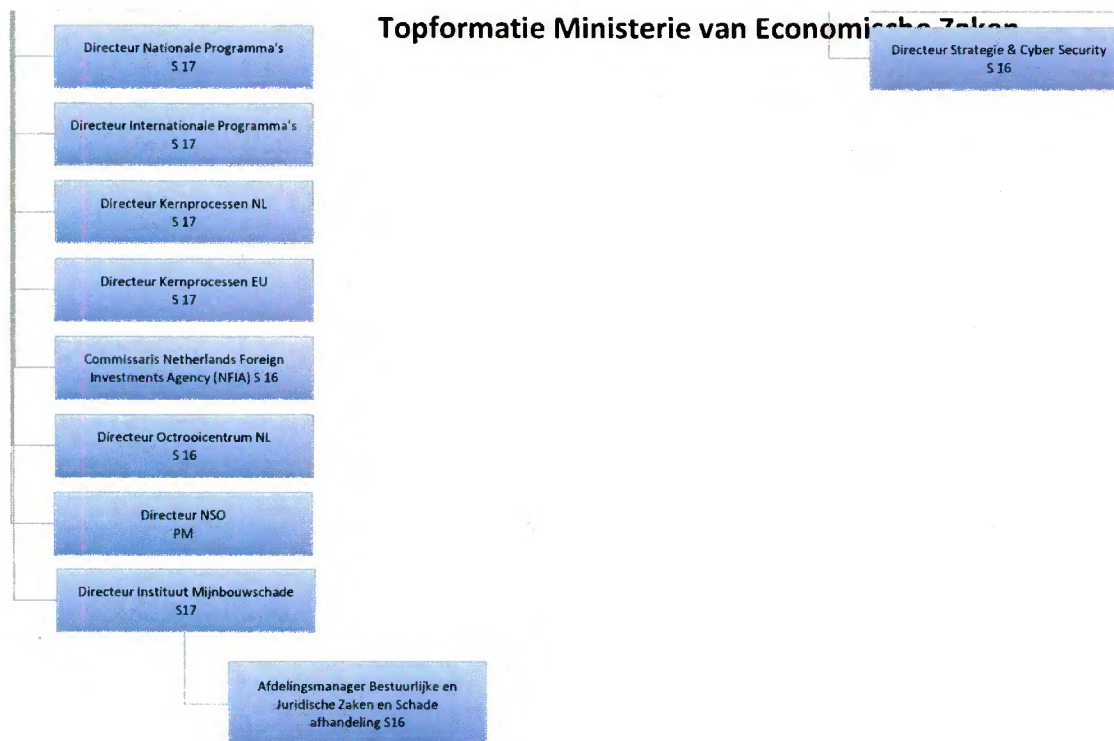 Topformatie Ministerie van Economische Zaken
Directeur Nationale Programma's
S 17
Directeur Internationale Programma's
S 17
Directeur Kernprocessen NL
S 17
Directeur Kernprocessen EU
S 17
Commissaris Netherlands Foreign
Investments Agency (NFIA) S 16
Directeur Octrooicentrum NL
S 16
Directeur NSO
PM
Directeur Instituut Mijnbouwschade
S17
Afdelingsmanager Bestuurlijke en
Juridische Zaken en Schade
afhandeling S16
Directeur Strategie & Cyber Security
S 16